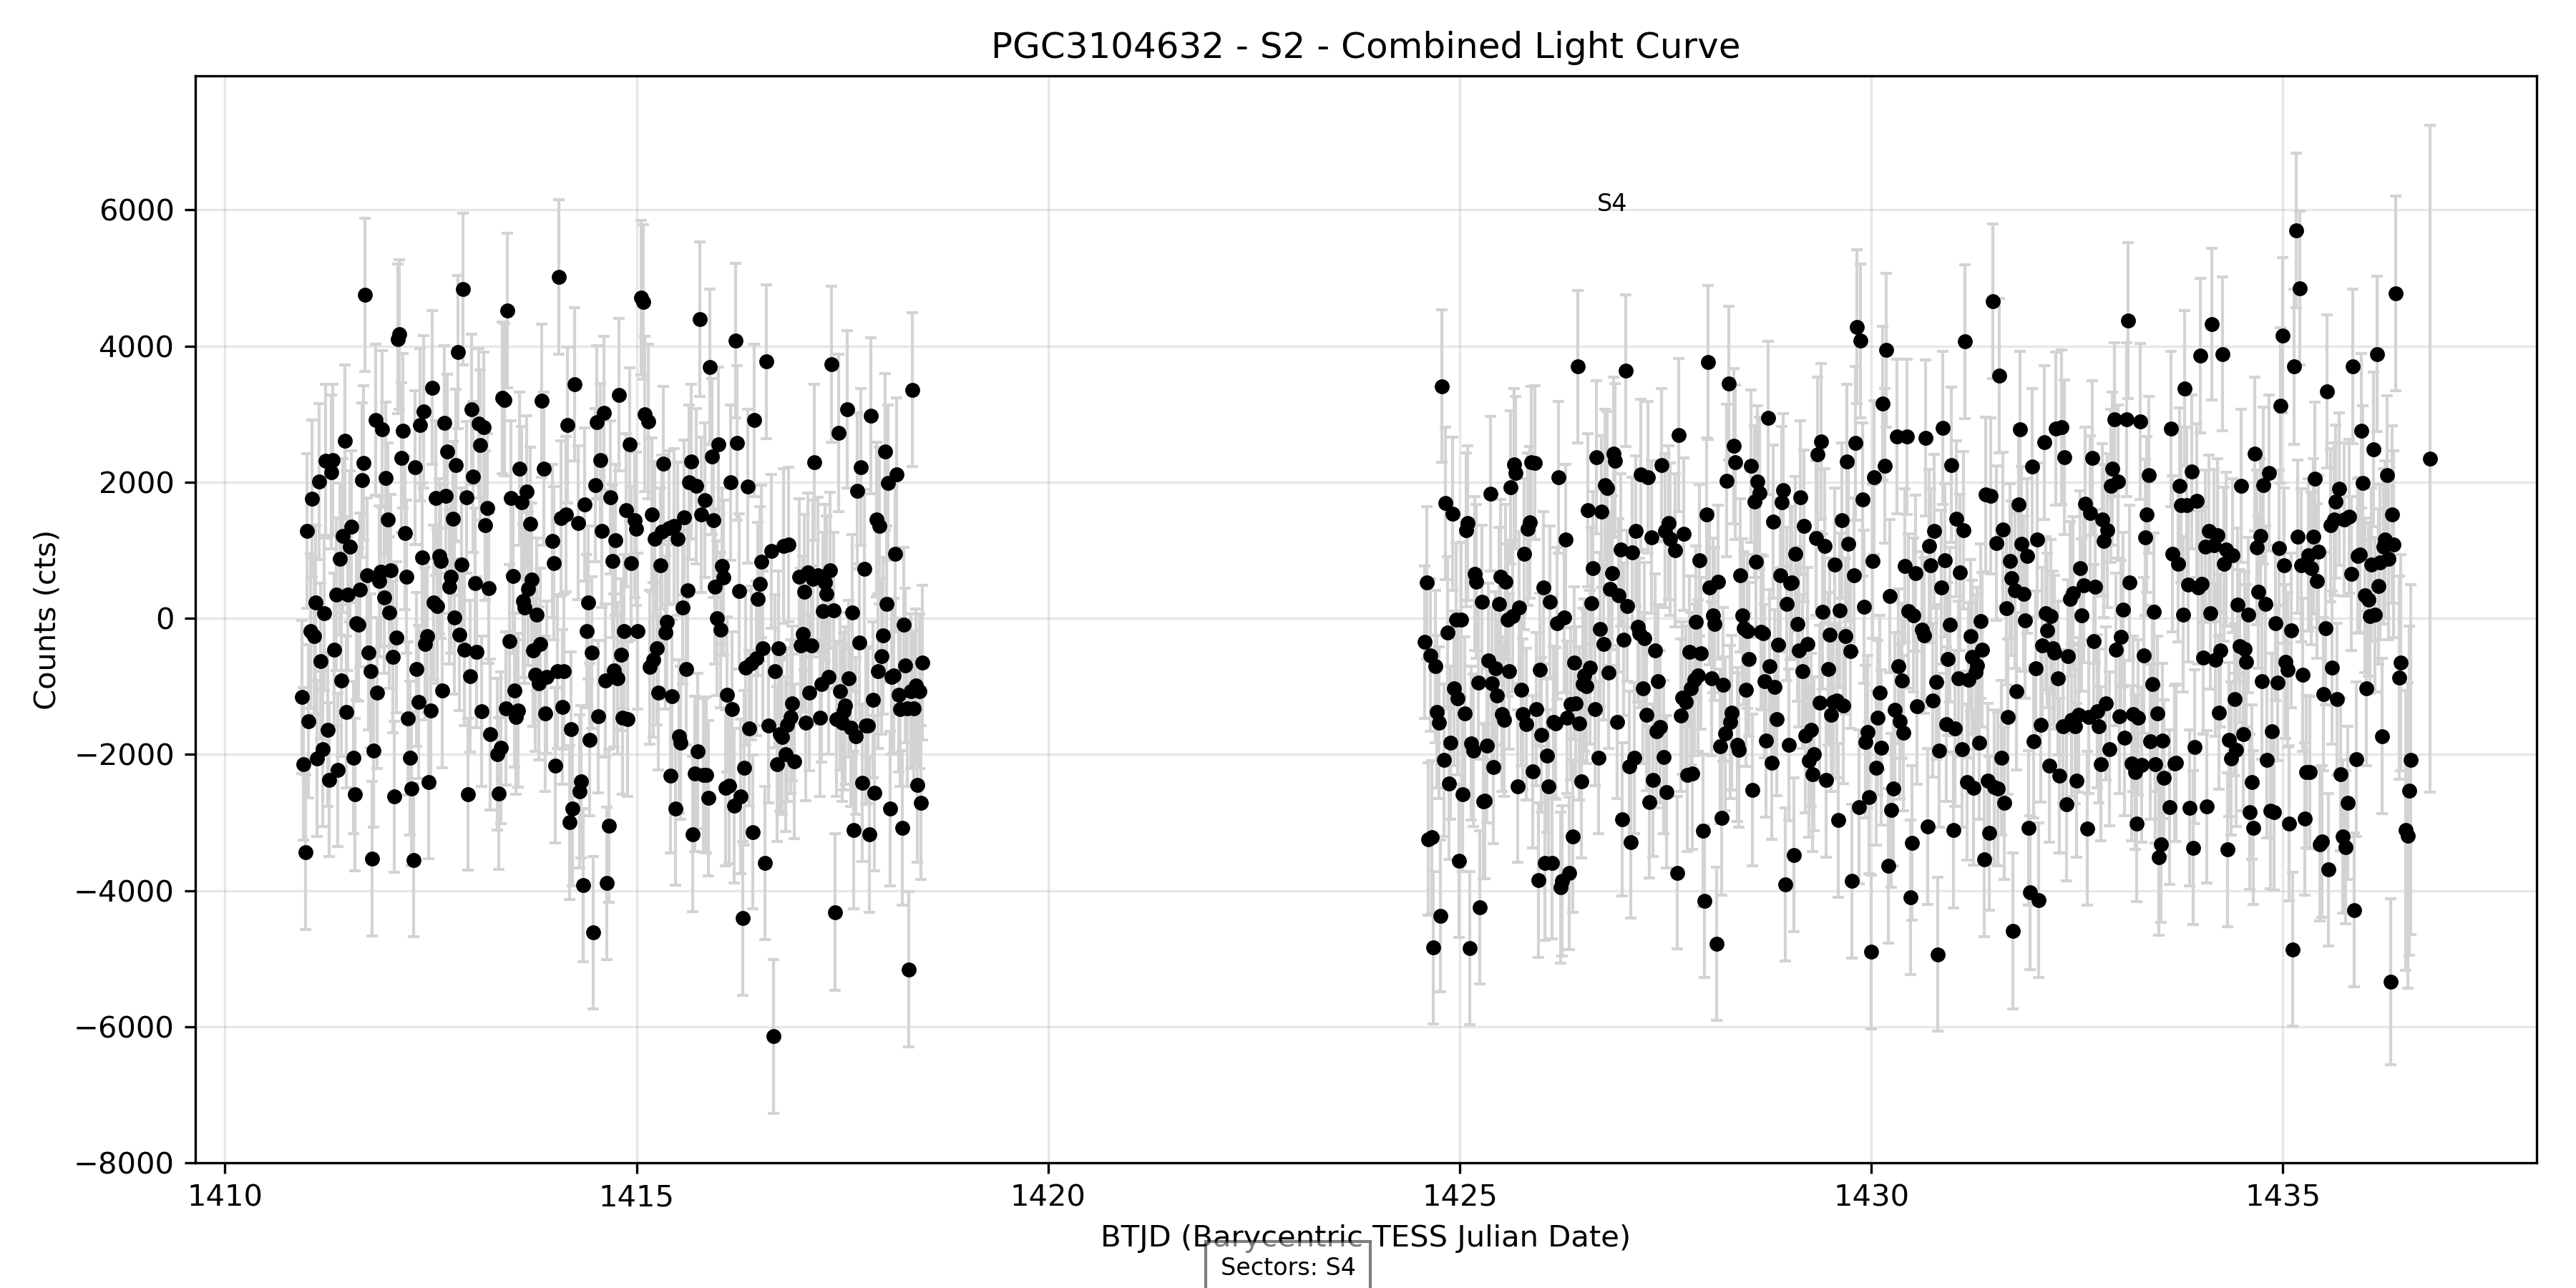 PGC3104632 - S2 - Combined Light Curve
Counts (cts)
6000
4000
2000
0
−2000
−4000
−6000
−8000
S4
1410 1415 1420 1425 1430 1435
BTJD (Barycentric TESS Julian Date)
Sectors: S4